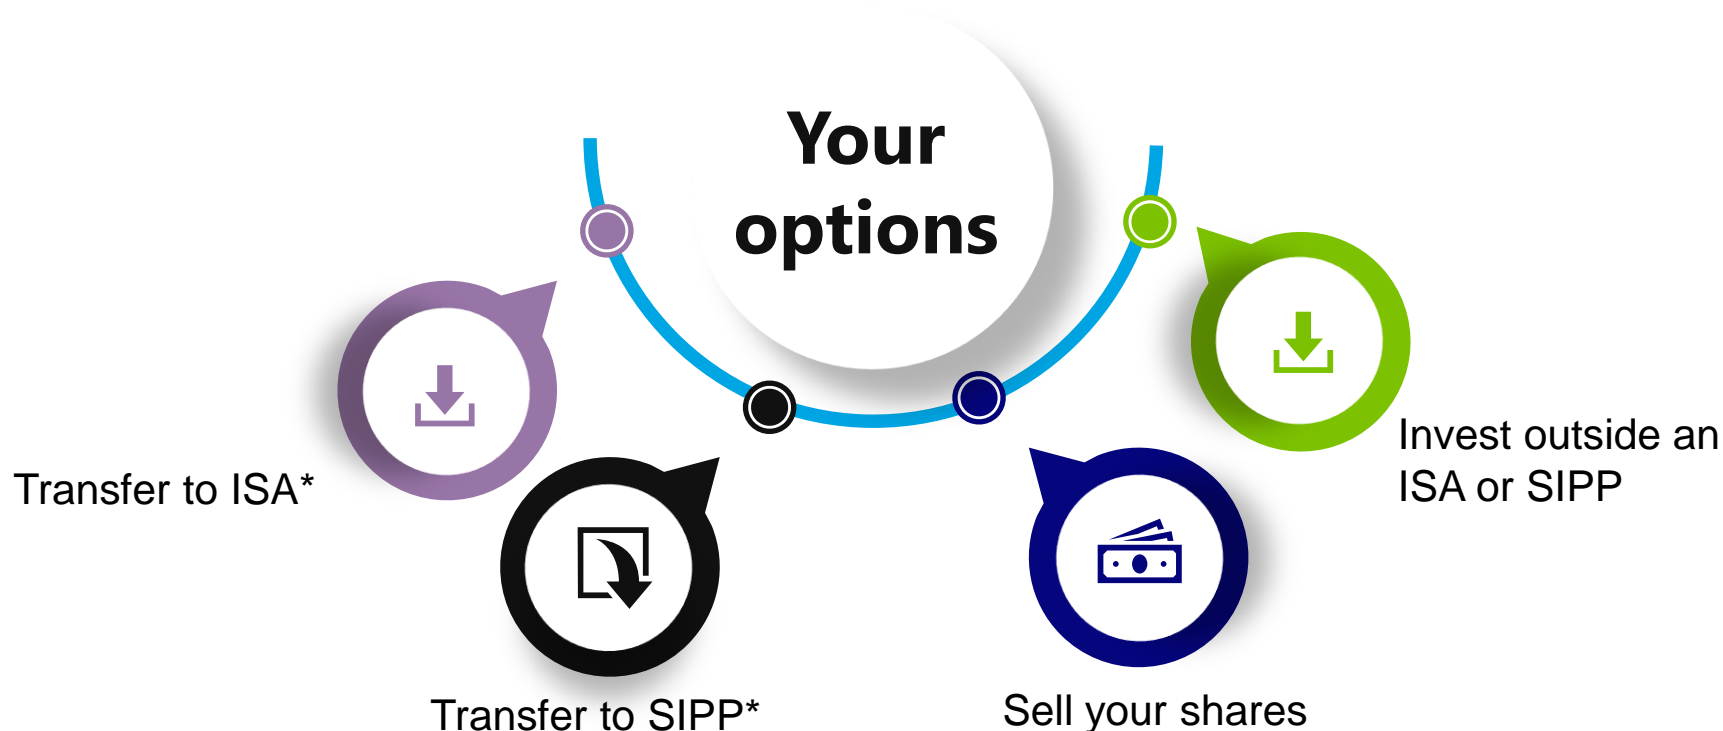 Your
options
Transfer to ISA*
Transfer to SIPP*
Sell your shares
Invest outside an
ISA or SIPP